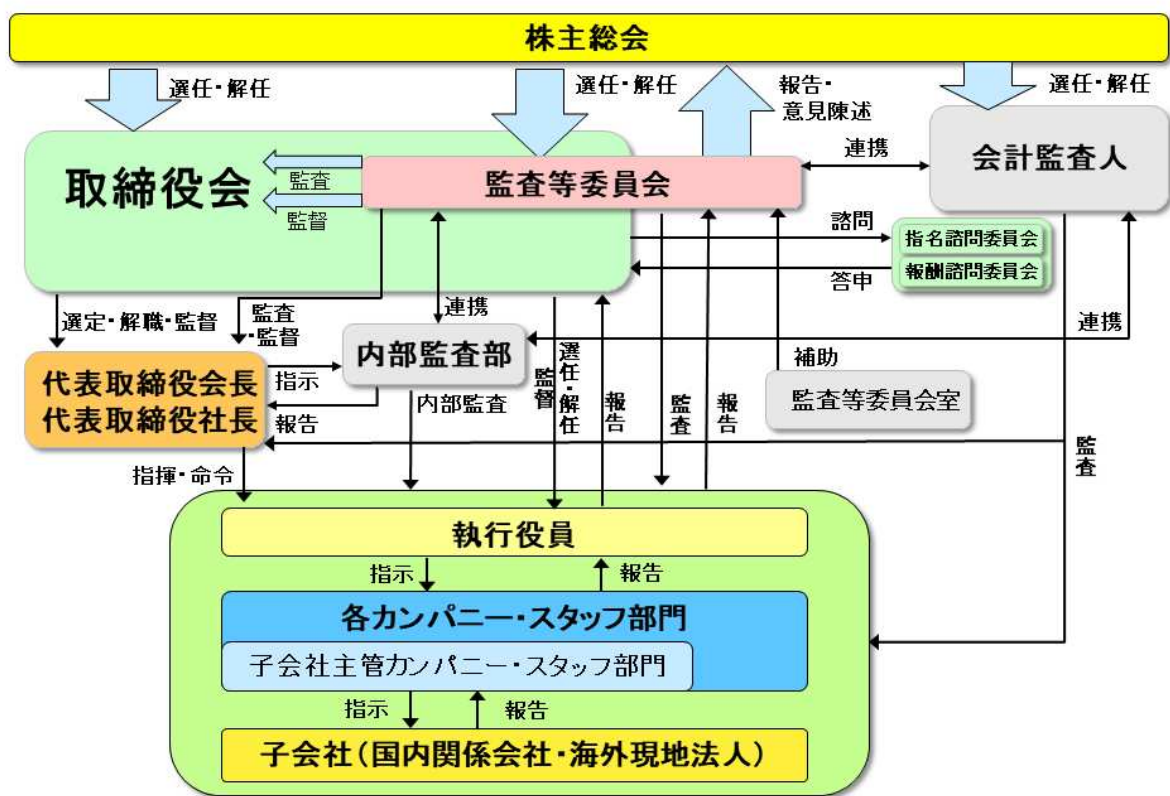 株主総会
選任・解任
選任・解任
報告・
意見陳述
選任・解任
取締役会
監査
監督
監査等委員会
連携
会計監査人
諮問
指名諮問委員会
答申
報酬諮問委員会
選定・解職・監督
監査
・監督
連携
連携
内部監査部
代表取締役会長
代表取締役社長
指示
報告
内部監査
監督
選任・解任
報告
監査
報告
補助
監査等委員会室
監査
指揮・命令
執行役員
指示
報告
各カンパニー・スタッフ部門
子会社主管カンパニー・スタッフ部門
指示
報告
子会社(国内関係会社・海外現地法人)